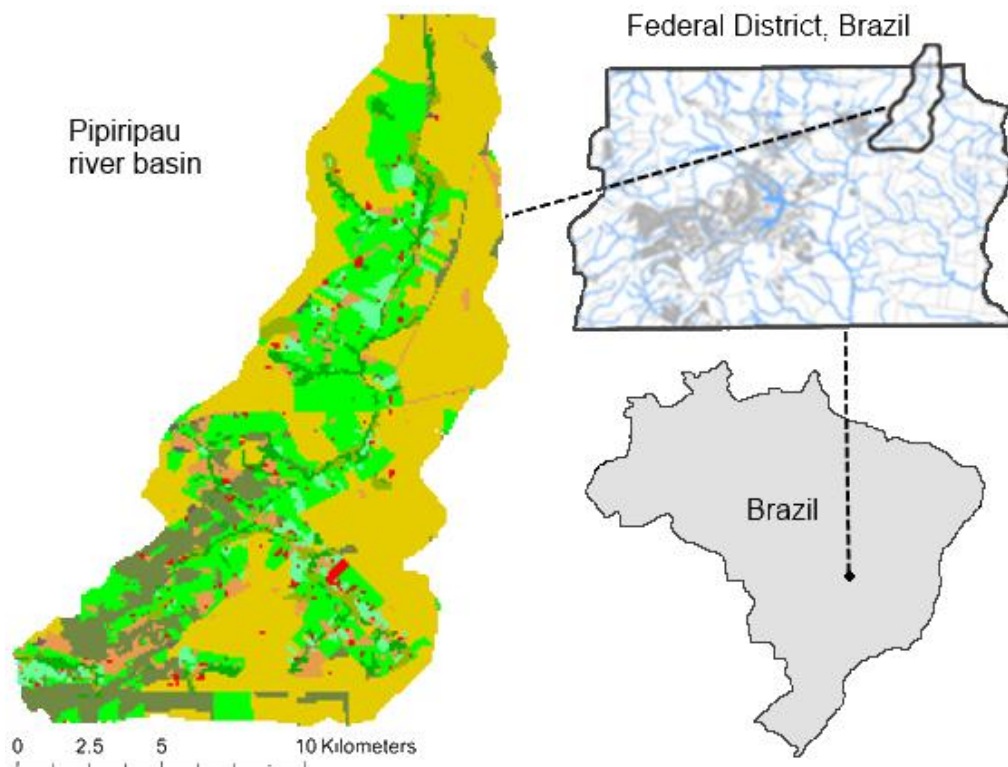 Federal District, Brazil
Pipiripau
river basin
Brazil
0 2.5 5 10 Kilometers